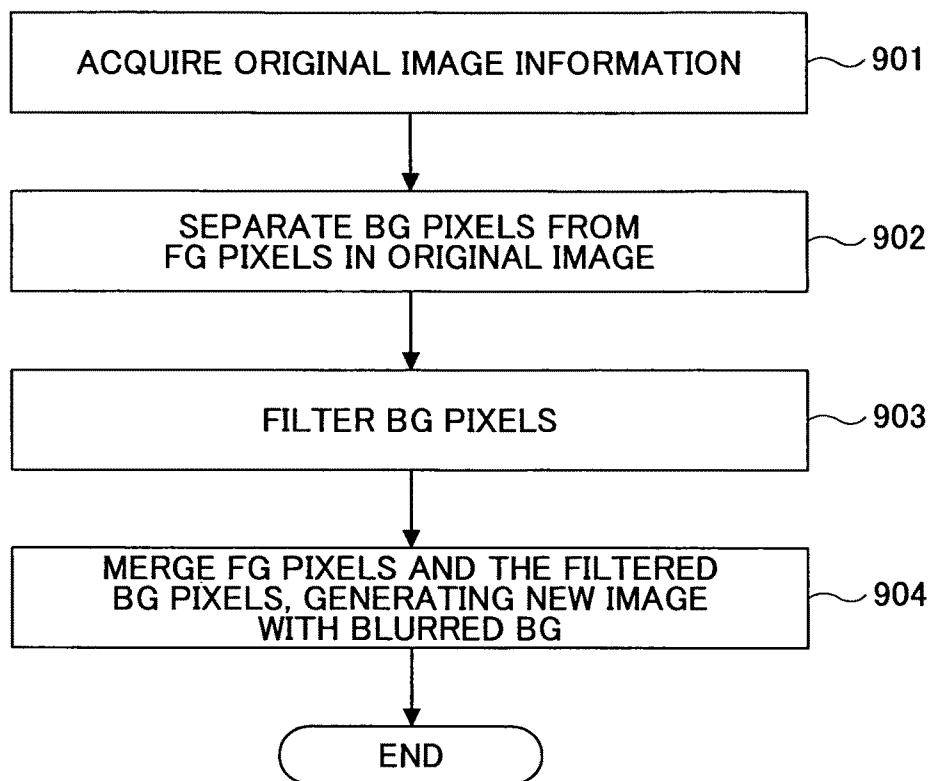 ACQUIRE ORIGINAL IMAGE INFORMATION
901
SEPARATE BG PIXELS FROM
FG PIXELS IN ORIGINAL IMAGE
902
FILTER BG PIXELS
903
MERGE FG PIXELS AND THE FILTERED
BG PIXELS, GENERATING NEW IMAGE
WITH BLURRED BG
904
END